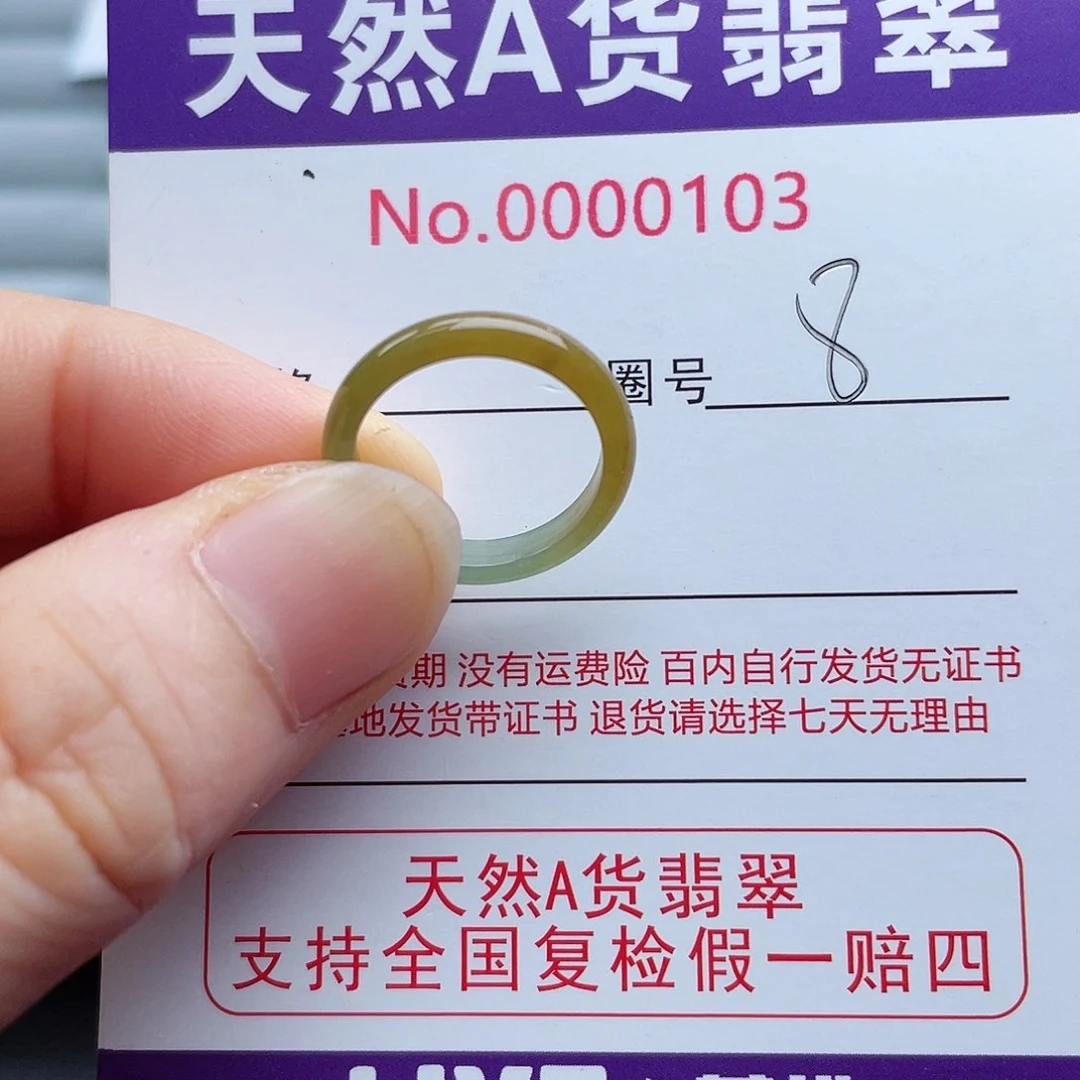 天然A货翡翠
No.0000103
圈号 8
期 没有运费险 百内自行发货无证书
地发货带证书 退货请选择七天无理由
天然A货翡翠
支持全国复检假一赔四